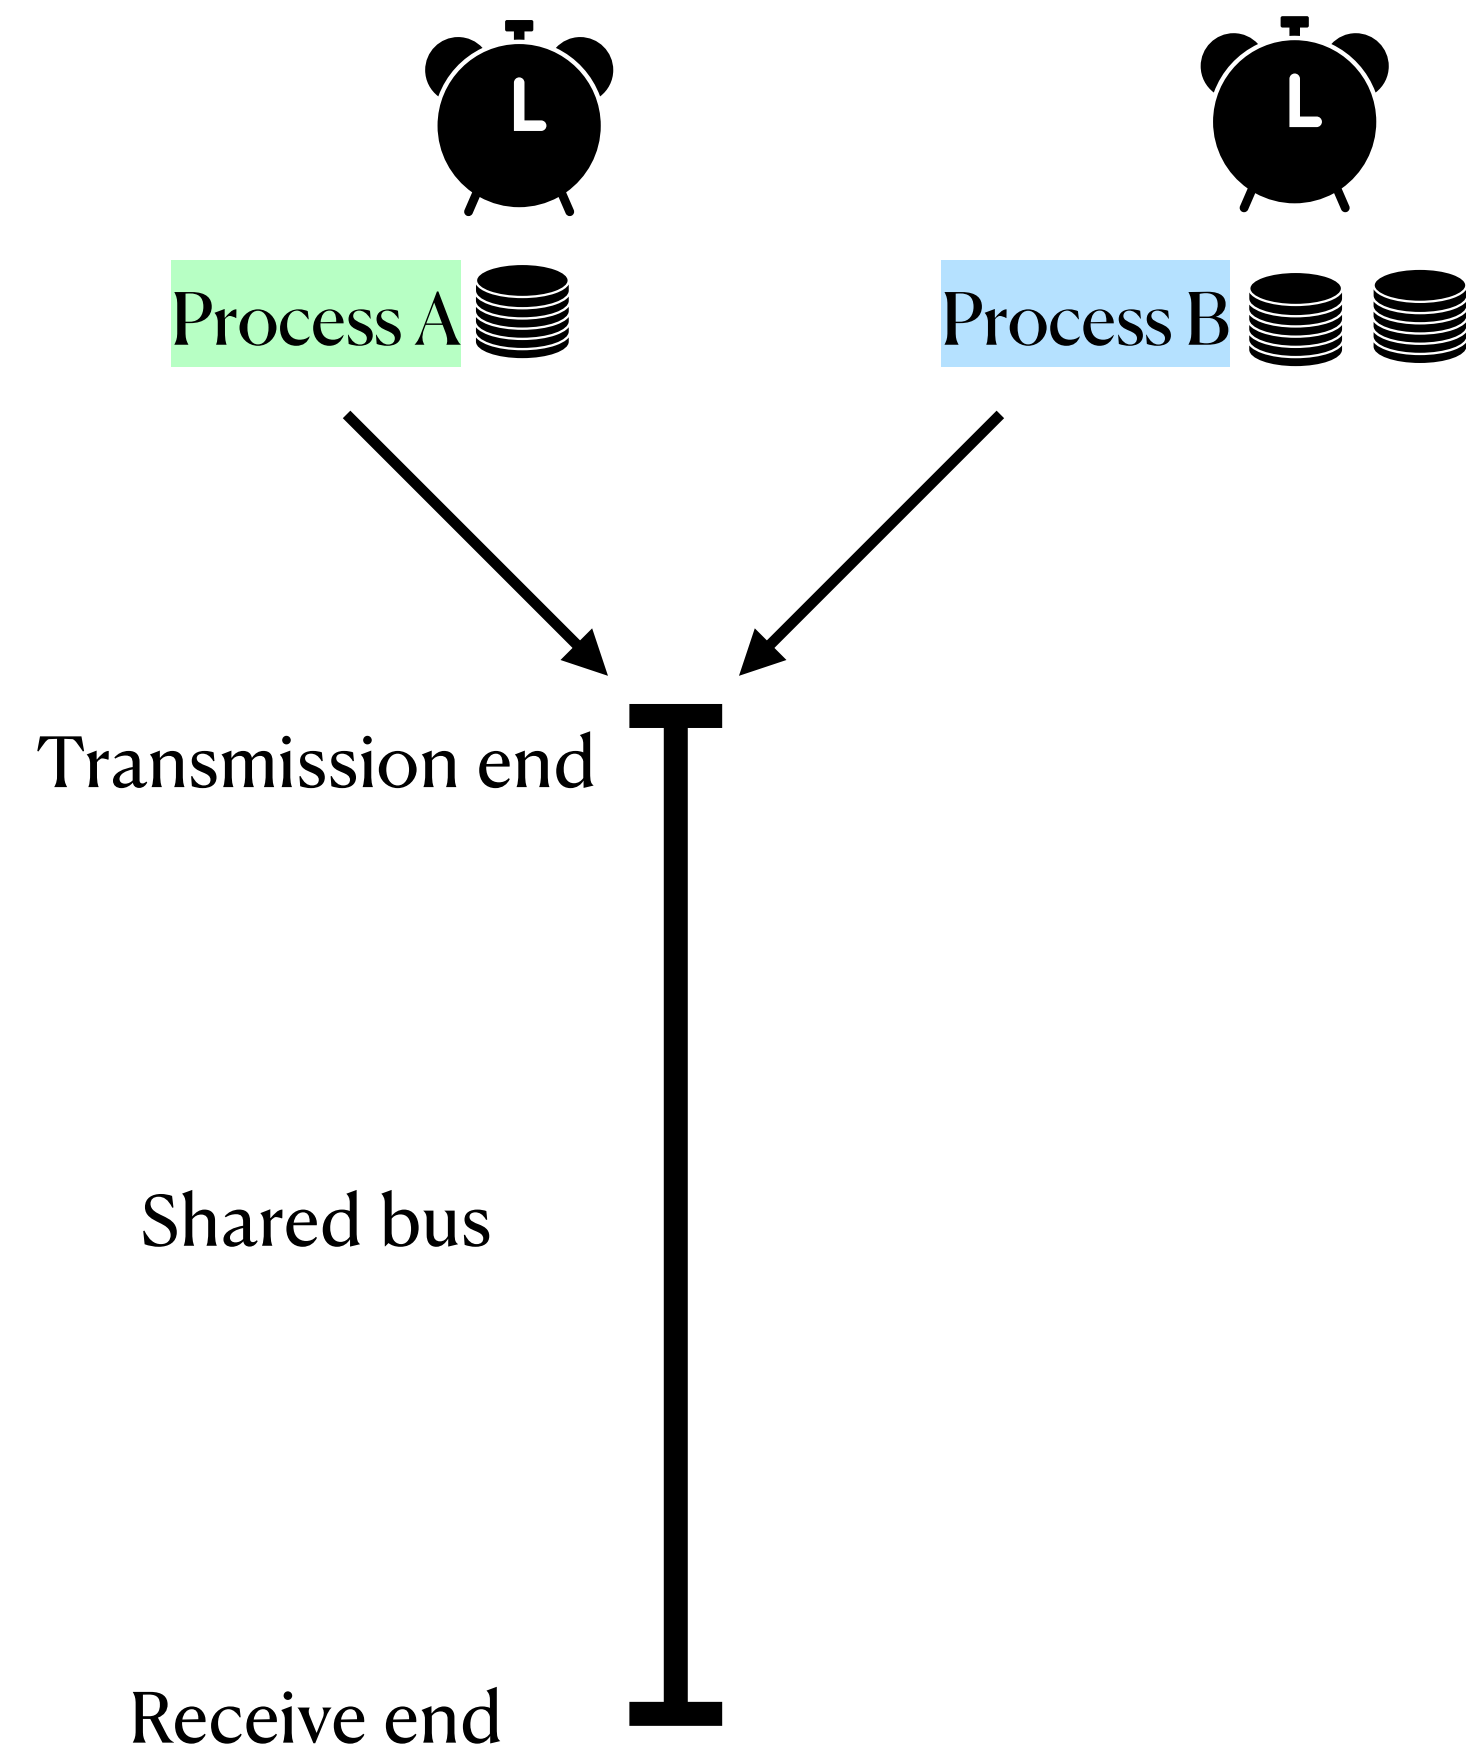 Process A
Process B
Transmission end
Shared bus
Receive end